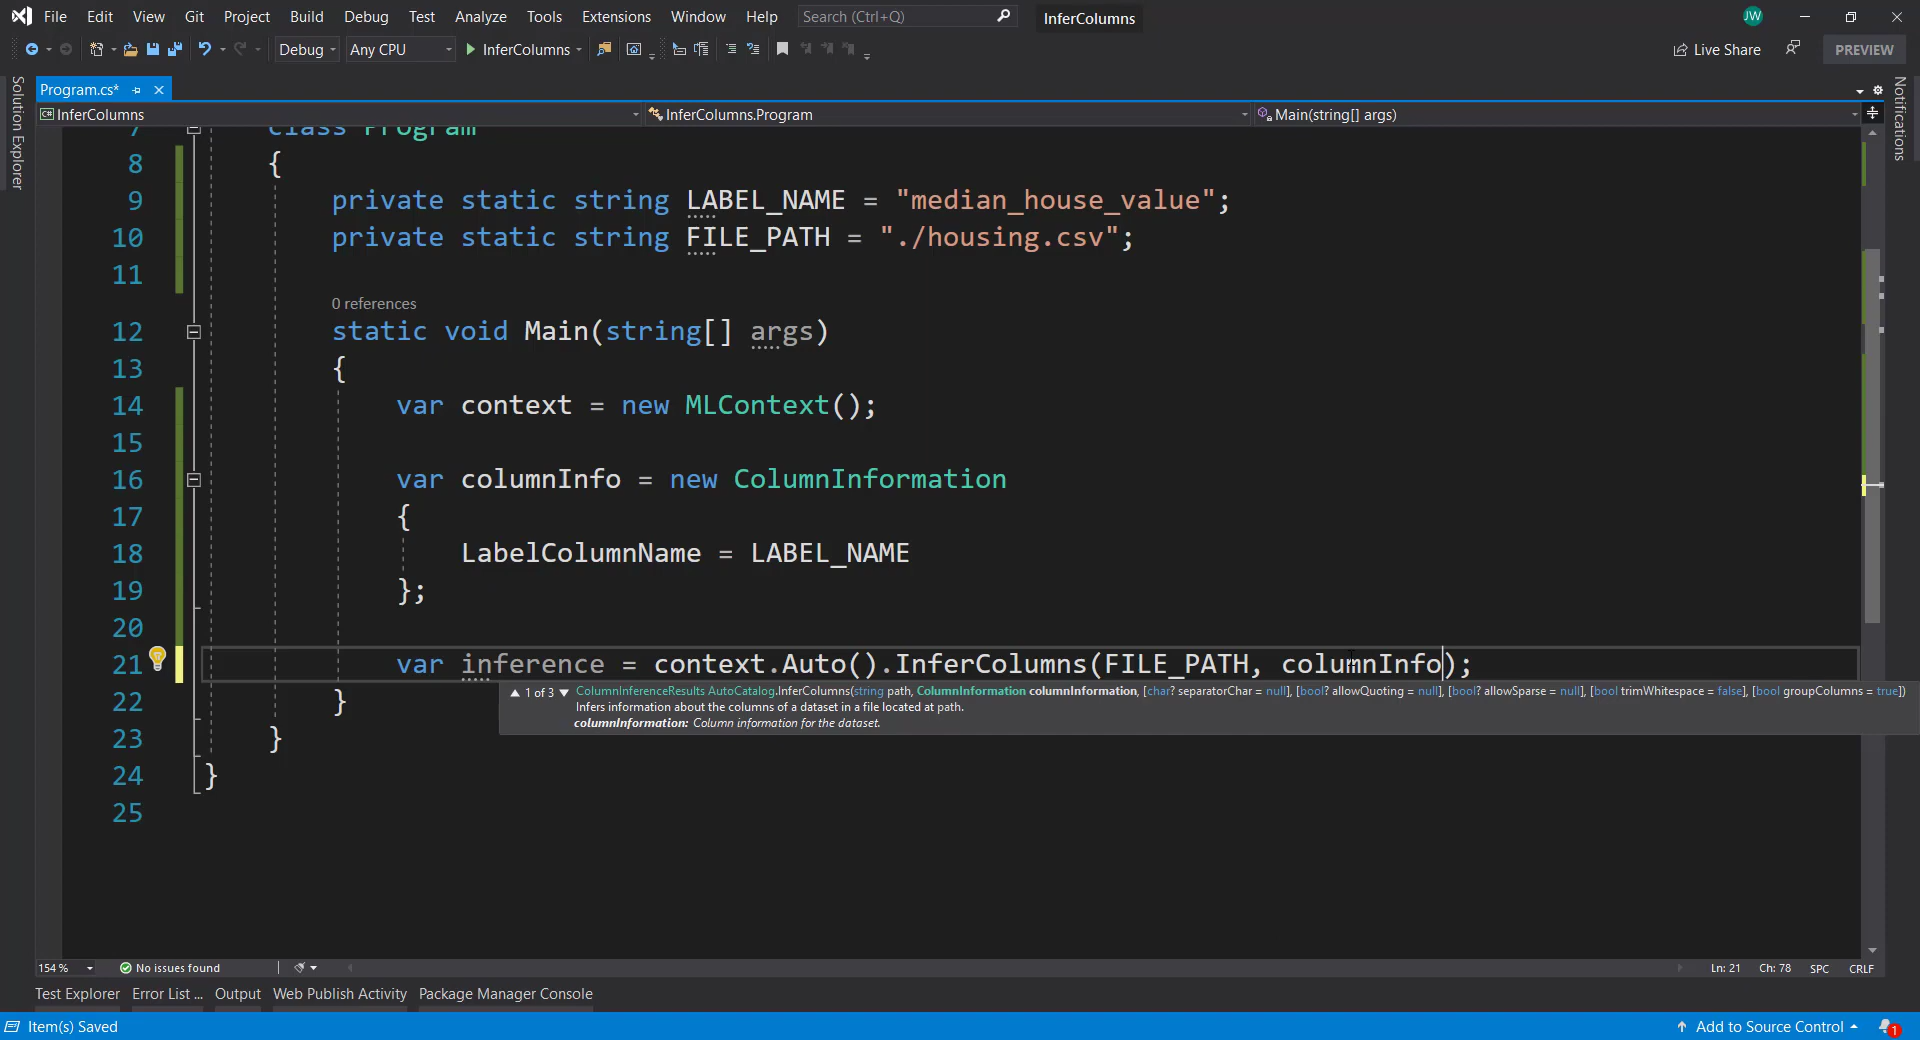 File Edit View Git Project Build Debug Test Analyze Tools Extensions Window Help Search (Ctrl+Q) InferColumns JW
Debug Any CPU InferColumns Live Share PREVIEW
Program.cs*
InferColumns InferColumns.Program Main(string[] args)
Solution Explorer
Notifications
7 class Program
8 {
9 private static string LABEL_NAME = "median_house_value";
10 private static string FILE_PATH = "./housing.csv";
11
0 references
12 static void Main(string[] args)
13 {
14 var context = new MLContext();
15
16 var columnInfo = new ColumnInformation
17 {
18 LabelColumnName = LABEL_NAME
19 };
20
21 var inference = context.Auto().InferColumns(FILE_PATH, columnInfo);
1 of 3 ColumnInferenceResults AutoCatalog.InferColumns(string path, ColumnInformation columnInformation, [char? separatorChar = null], [bool? allowQuoting = null], [bool? allowSparse = null], [bool trimWhitespace = false], [bool groupColumns = true])
Infers information about the columns of a dataset in a file located at path.
columnInformation: Column information for the dataset.
22 }
23 }
24 }
25
154 % No issues found Ln: 21 Ch: 78 SPC CRLF
Test Explorer Error List ... Output Web Publish Activity Package Manager Console
Item(s) Saved Add to Source Control 1